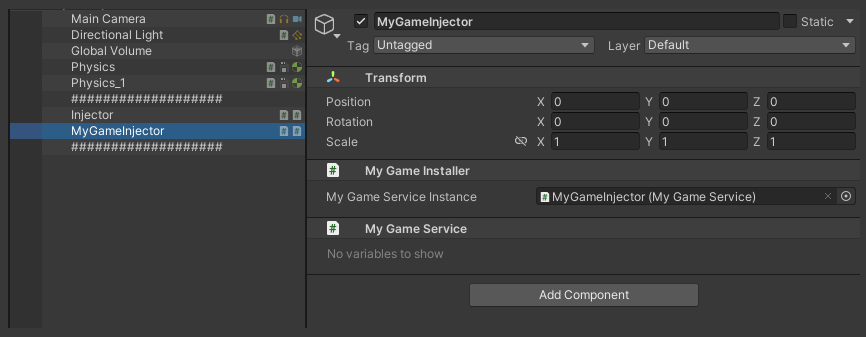 Main Camera
Directional Light
Global Volume
Physics
Physics_1
###################
Injector
MyGameInjector
###################
MyGameInjector
Static
Tag Untagged
Layer Default
Transform
Position X 0 Y 0 Z 0
Rotation X 0 Y 0 Z 0
Scale X 1 Y 1 Z 1
# My Game Installer
My Game Service Instance # MyGameInjector (My Game Service)
# My Game Service
No variables to show
Add Component